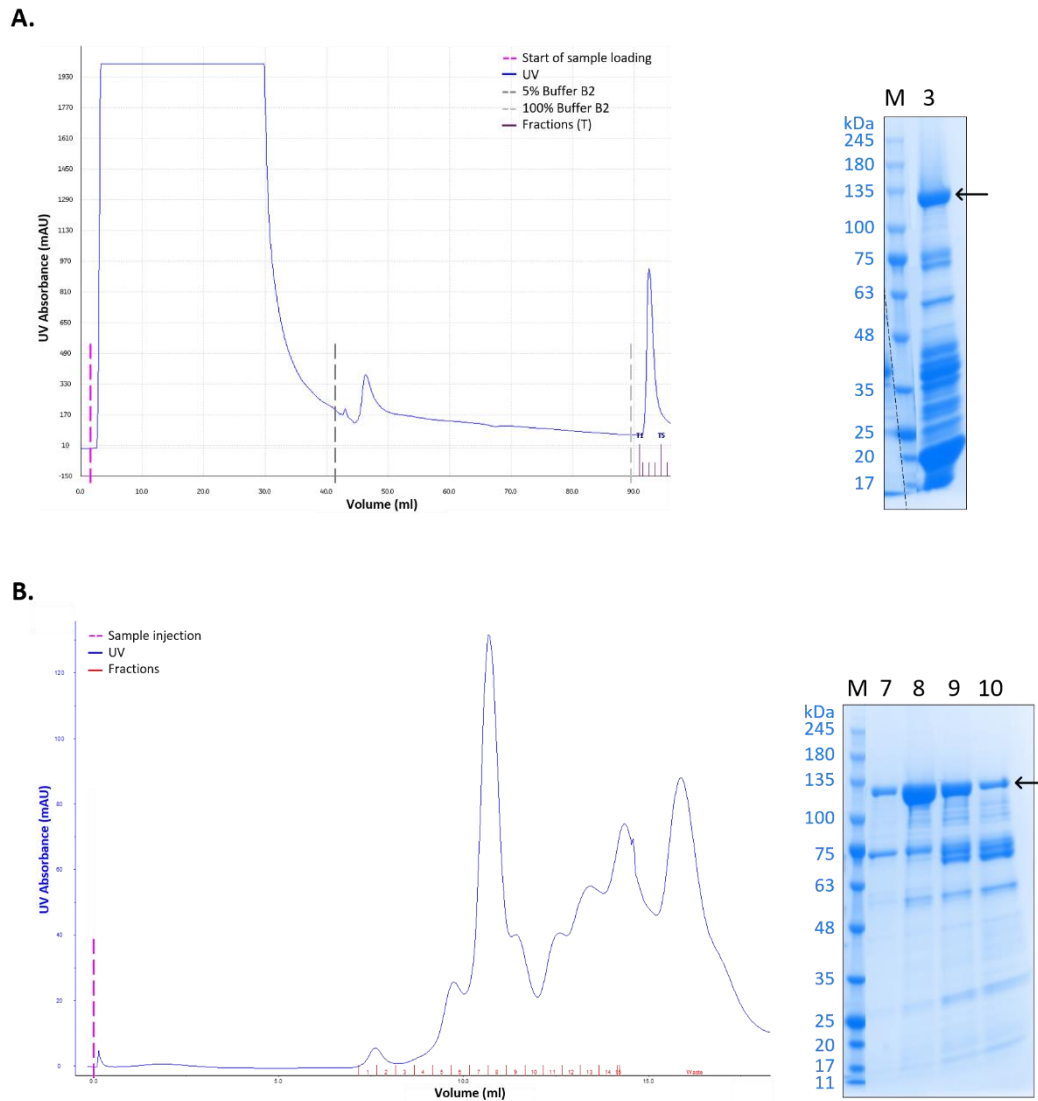 A.
Start of sample loading
UV
5% Buffer B2
100% Buffer B2
Fractions (T)
1930
1770
1610
1450
1290
1130
970
810
650
490
330
170
10
-150
UV Absorbance (mAU)
0.0 10.0 20.0 30.0 40.0 50.0 60.0 70.0 80.0 90.0
Volume (ml)
T1 T5
M 3
kDa
245
180
135
100
75
63
48
35
25
20
17
B.
Sample injection
UV
Fractions
120
100
80
60
40
20
0
UV Absorbance (mAU)
1 2 3 4 5 6 7 8 9 10 11 12 13 14 Waste
0.0 5.0 10.0 15.0
Volume (ml)
M 7 8 9 10
kDa
245
180
135
100
75
63
48
35
25
20
17
11